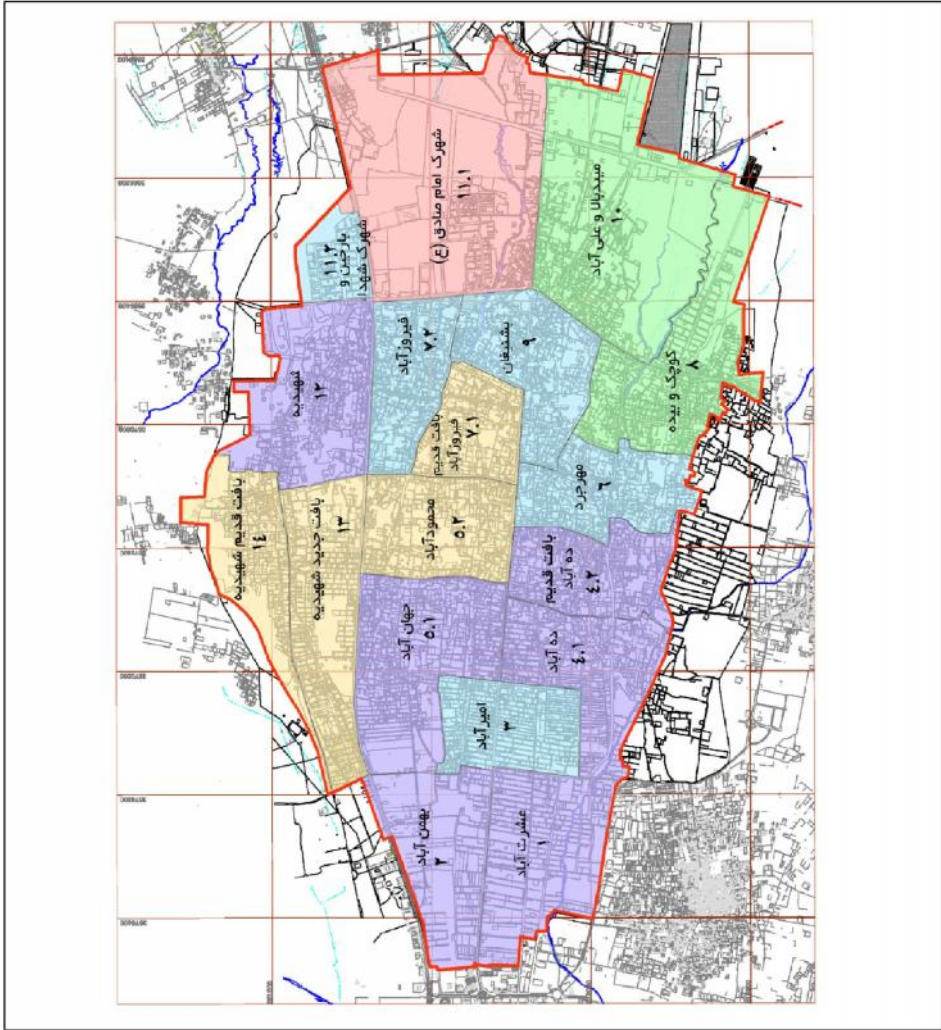 شهرک امام صادق (ع)
۱۱.۱
میبدبالا و علی آباد
۱۰
شهرک شهدا
بارجین و
۱۱.۲
فیروزآباد
۷.۲
بشنیغان
۹
کوچک و بیده
۸
شهیدیه
۱۲
بافت قدیم
فیروزآباد
۷.۱
مهرجرد
۶
بافت قدیم شهیدیه
۱۴
بافت جدید شهیدیه
۱۳
محمودآباد
۵.۲
بافت قدیم
ده آباد
۴.۲
جهان آباد
۵.۱
ده آباد
۴.۱
امیرآباد
۳
بهمن آباد
۲
عشرت آباد
۱